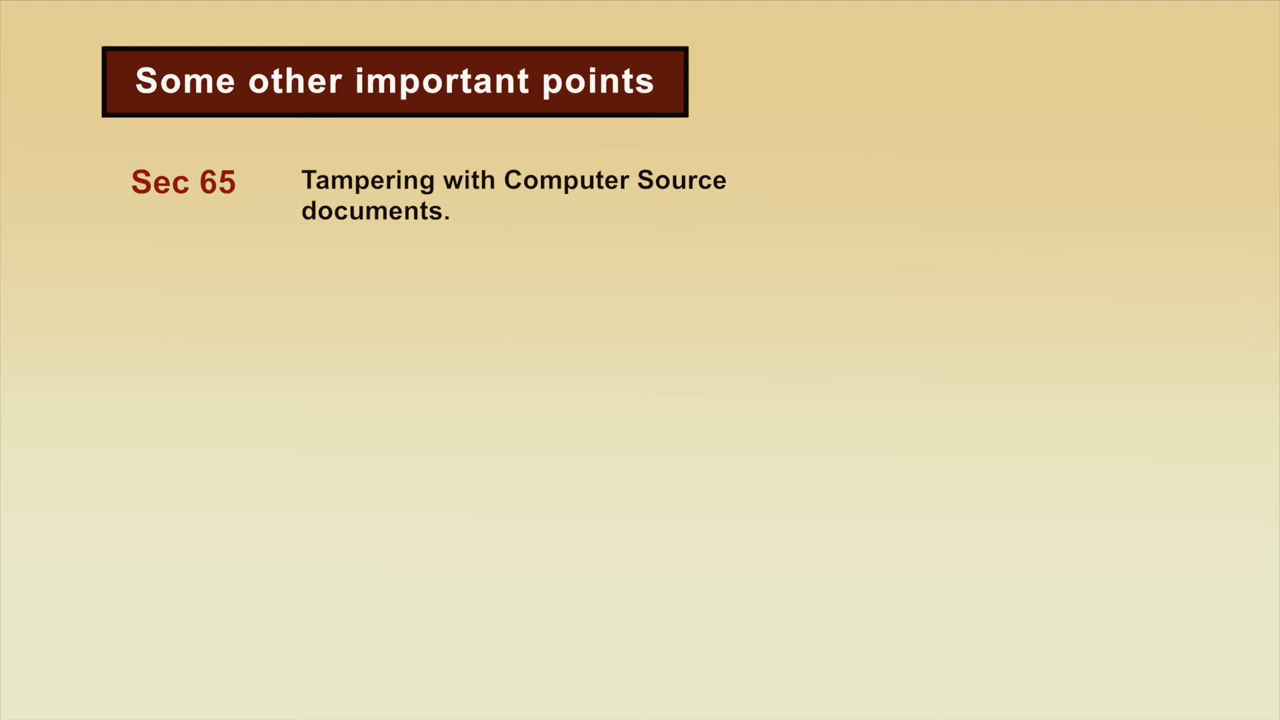 Some other important points
Sec 65 Tampering with Computer Source
documents.